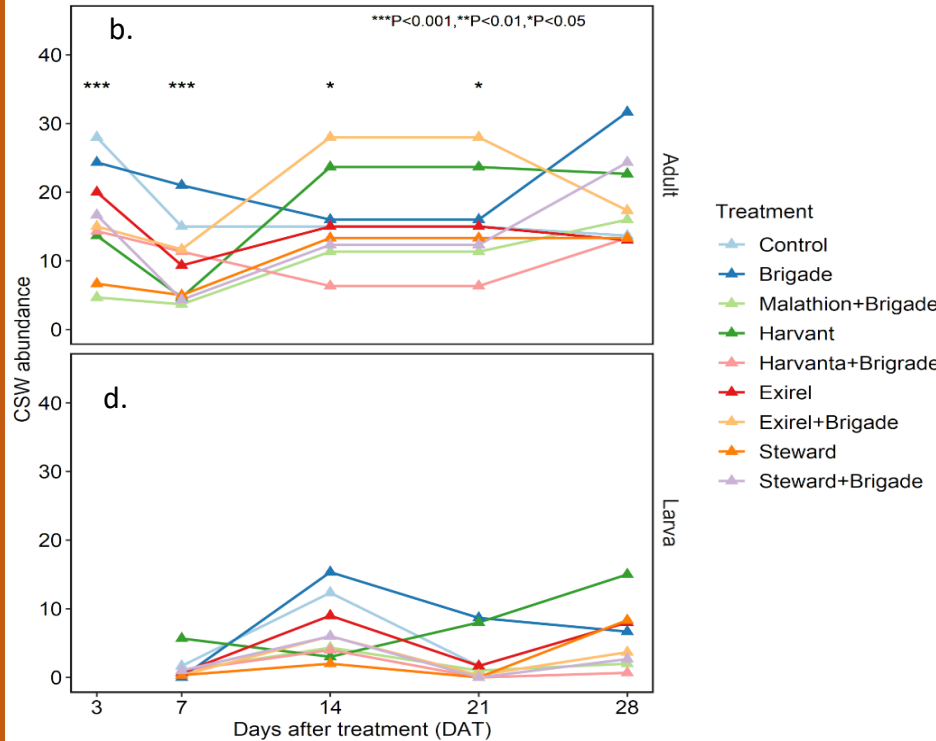 b.
***P<0.001,**P<0.01,*P<0.05
40
30
20
10
0
*** *** * *
Adult
CSW abundance
d.
40
30
20
10
0
Larva
3 7 14 21 28
Days after treatment (DAT)
Treatment
Control
Brigade
Malathion+Brigade
Harvant
Harvanta+Brigrade
Exirel
Exirel+Brigade
Steward
Steward+Brigade